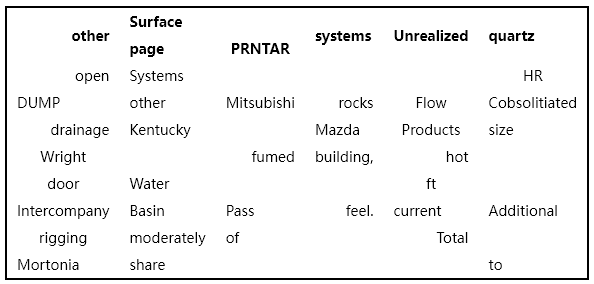 other Surface page PRNTAR systems Unrealized quartz
open Systems HR
DUMP other Mitsubishi rocks Flow Cobsolitiated
drainage Kentucky Mazda Products size
Wright fumed building, hot
door Water ft
Intercompany Basin Pass feel. current Additional
rigging moderately of Total
Mortonia share to